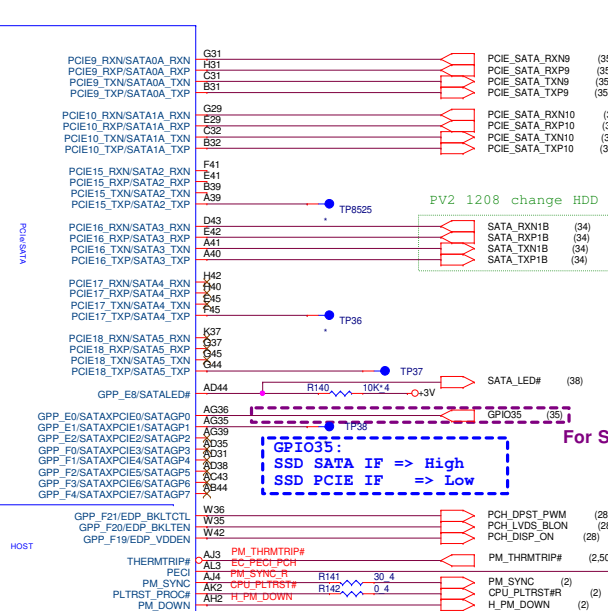 PCIE9_RXN/SATA0A_RXN G31 PCIE_SATA_RXN9
PCIE9_RXP/SATA0A_RXP H31 PCIE_SATA_RXP9
PCIE9_TXN/SATA0A_TXN C31 PCIE_SATA_TXN9
PCIE9_TXP/SATA0A_TXP B31 PCIE_SATA_TXP9
PCIE10_RXN/SATA1A_RXN G29 PCIE_SATA_RXN10
PCIE10_RXP/SATA1A_RXP E29 PCIE_SATA_RXP10
PCIE10_TXN/SATA1A_TXN C32 PCIE_SATA_TXN10
PCIE10_TXP/SATA1A_TXP B32 PCIE_SATA_TXP10
PCIE15_RXN/SATA2_RXN F41
PCIE15_RXP/SATA2_RXP E41
PCIE15_TXN/SATA2_TXN B39
PCIE15_TXP/SATA2_TXP A39 TP8525
PV2 1208 change HDD
PCIE16_RXN/SATA3_RXN D43 SATA_RXN1B (34)
PCIE16_RXP/SATA3_RXP E42 SATA_RXP1B (34)
PCIE16_TXN/SATA3_TXN A41 SATA_TXN1B (34)
PCIE16_TXP/SATA3_TXP A40 SATA_TXP1B (34)
PCIe/SATA
PCIE17_RXN/SATA4_RXN H42
PCIE17_RXP/SATA4_RXP H40
PCIE17_TXN/SATA4_TXN E45
PCIE17_TXP/SATA4_TXP F45 TP36
PCIE18_RXN/SATA5_RXN K37
PCIE18_RXP/SATA5_RXP G37
PCIE18_TXN/SATA5_TXN G45
PCIE18_TXP/SATA5_TXP G44 TP37
SATA_LED# (38)
GPP_E8/SATALED# AD44 R140 10K*4 +3V
GPP_E0/SATAXPCIE0/SATAGP0 AG36 GPIO35 (35)
GPP_E1/SATAXPCIE1/SATAGP1 AG35 TP38
GPP_E2/SATAXPCIE2/SATAGP2 AG39
GPP_F0/SATAXPCIE3/SATAGP3 AD35
GPP_F1/SATAXPCIE4/SATAGP4 AD31
GPP_F2/SATAXPCIE5/SATAGP5 AD38
GPP_F3/SATAXPCIE6/SATAGP6 AC43
GPP_F4/SATAXPCIE7/SATAGP7 AB44
For S
GPIO35:
SSD SATA IF => High
SSD PCIE IF => Low
GPP_F21/EDP_BKLTCTL W36 PCH_DPST_PWM (28
GPP_F20/EDP_BKLTEN W35 PCH_LVDS_BLON (28
GPP_F19/EDP_VDDEN W42 PCH_DISP_ON (28)
HOST
THERMTRIP# AJ3 PM_THRMTRIP# PM_THRMTRIP# (2,50
PECI AL3 EC_PECI_PCH
PM_SYNC AJ4 PM_SYNC_R R141 30_4 PM_SYNC (2)
PLTRST_PROC# AK2 CPU_PLTRST# R142 0_4 CPU_PLTRST#R (2)
PM_DOWN AH2 H_PM_DOWN H_PM_DOWN (2)